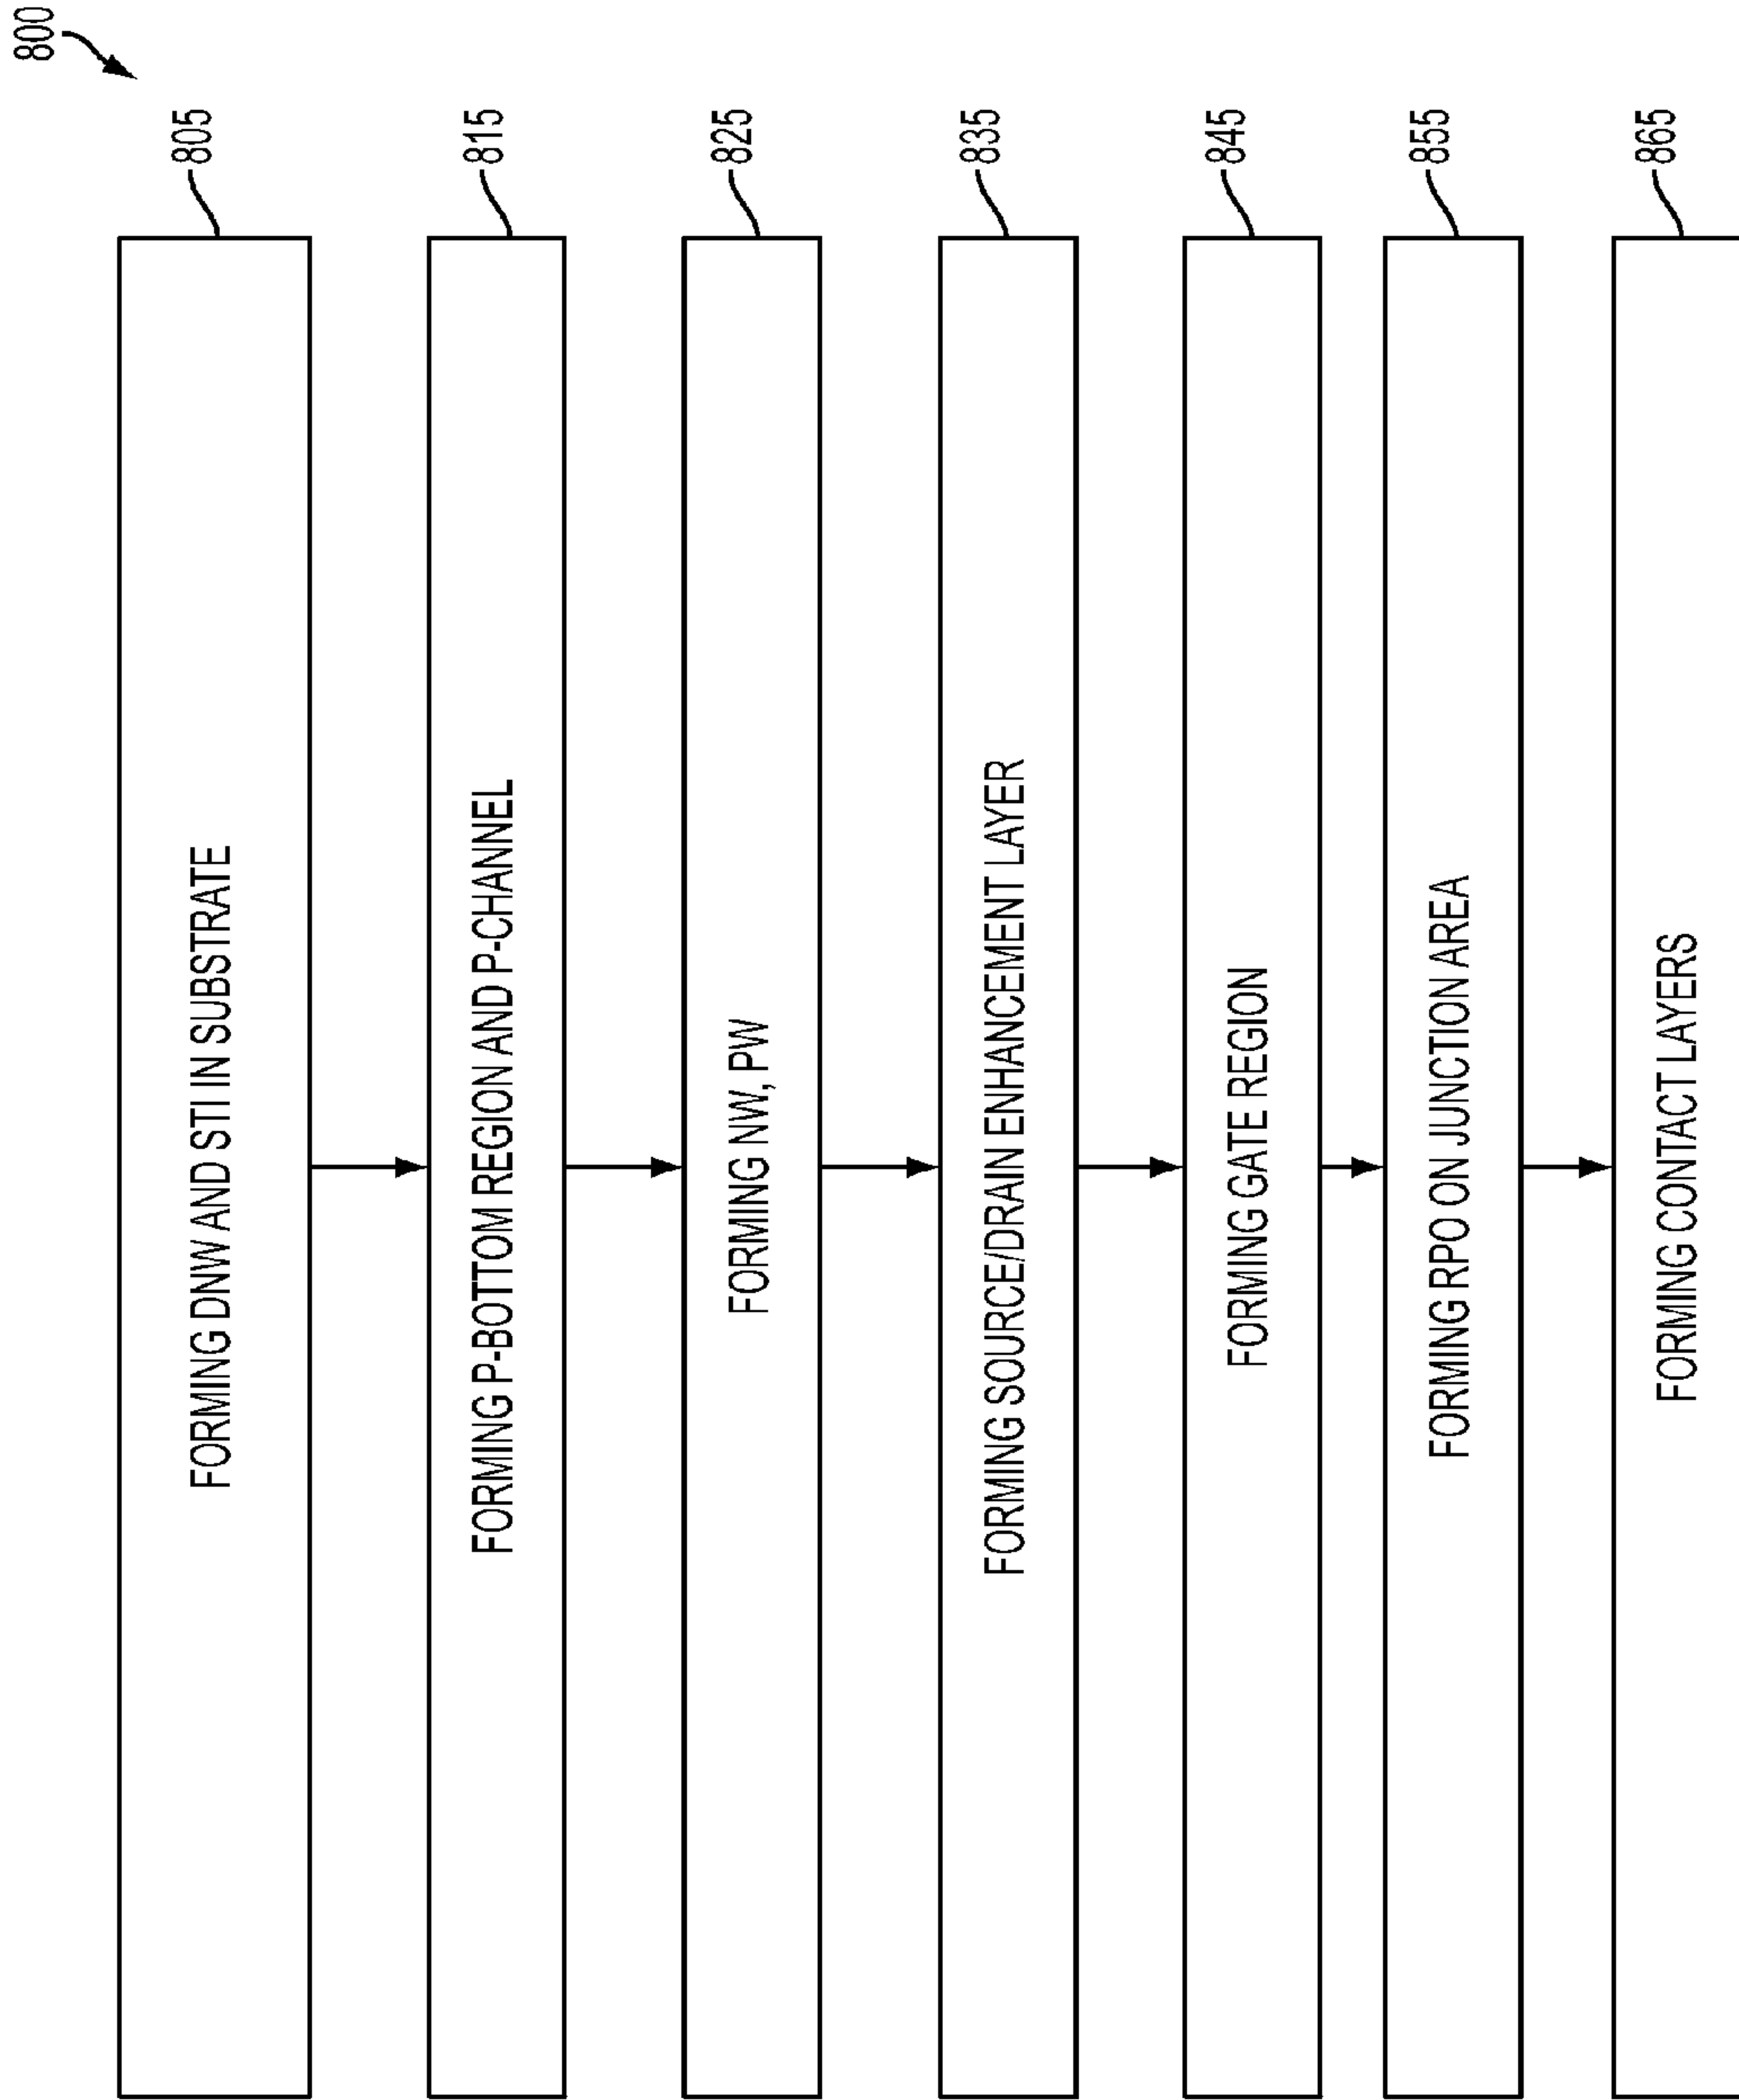 800
FORMING DNW AND STI IN SUBSTRATE
805
FORMING P-BOTTOM REGION AND P-CHANNEL
815
FORMING NW, PW
825
FORMING SOURCE/DRAIN ENHANCEMENT LAYER
835
FORMING GATE REGION
845
FORMING RPO ON JUNCTION AREA
855
FORMING CONTACT LAYERS
865